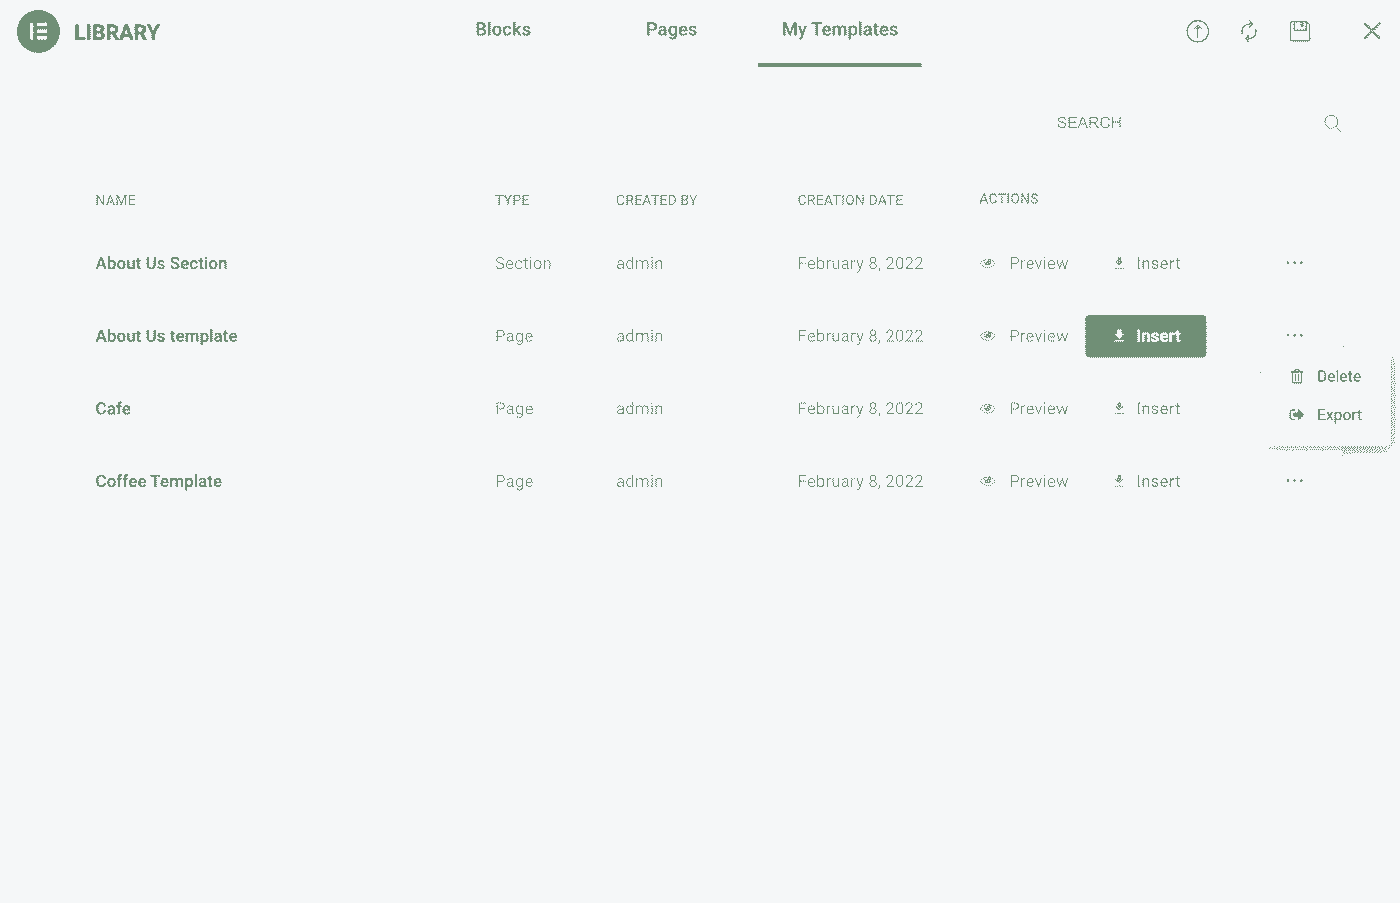 LIBRARY Blocks Pages My Templates
SEARCH
NAME TYPE CREATED BY CREATION DATE ACTIONS
About Us Section Section admin February 8, 2022 Preview Insert ...
About Us template Page admin February 8, 2022 Preview Insert ...
Delete
Cafe Page admin February 8, 2022 Preview Insert Export
Coffee Template Page admin February 8, 2022 Preview Insert ...